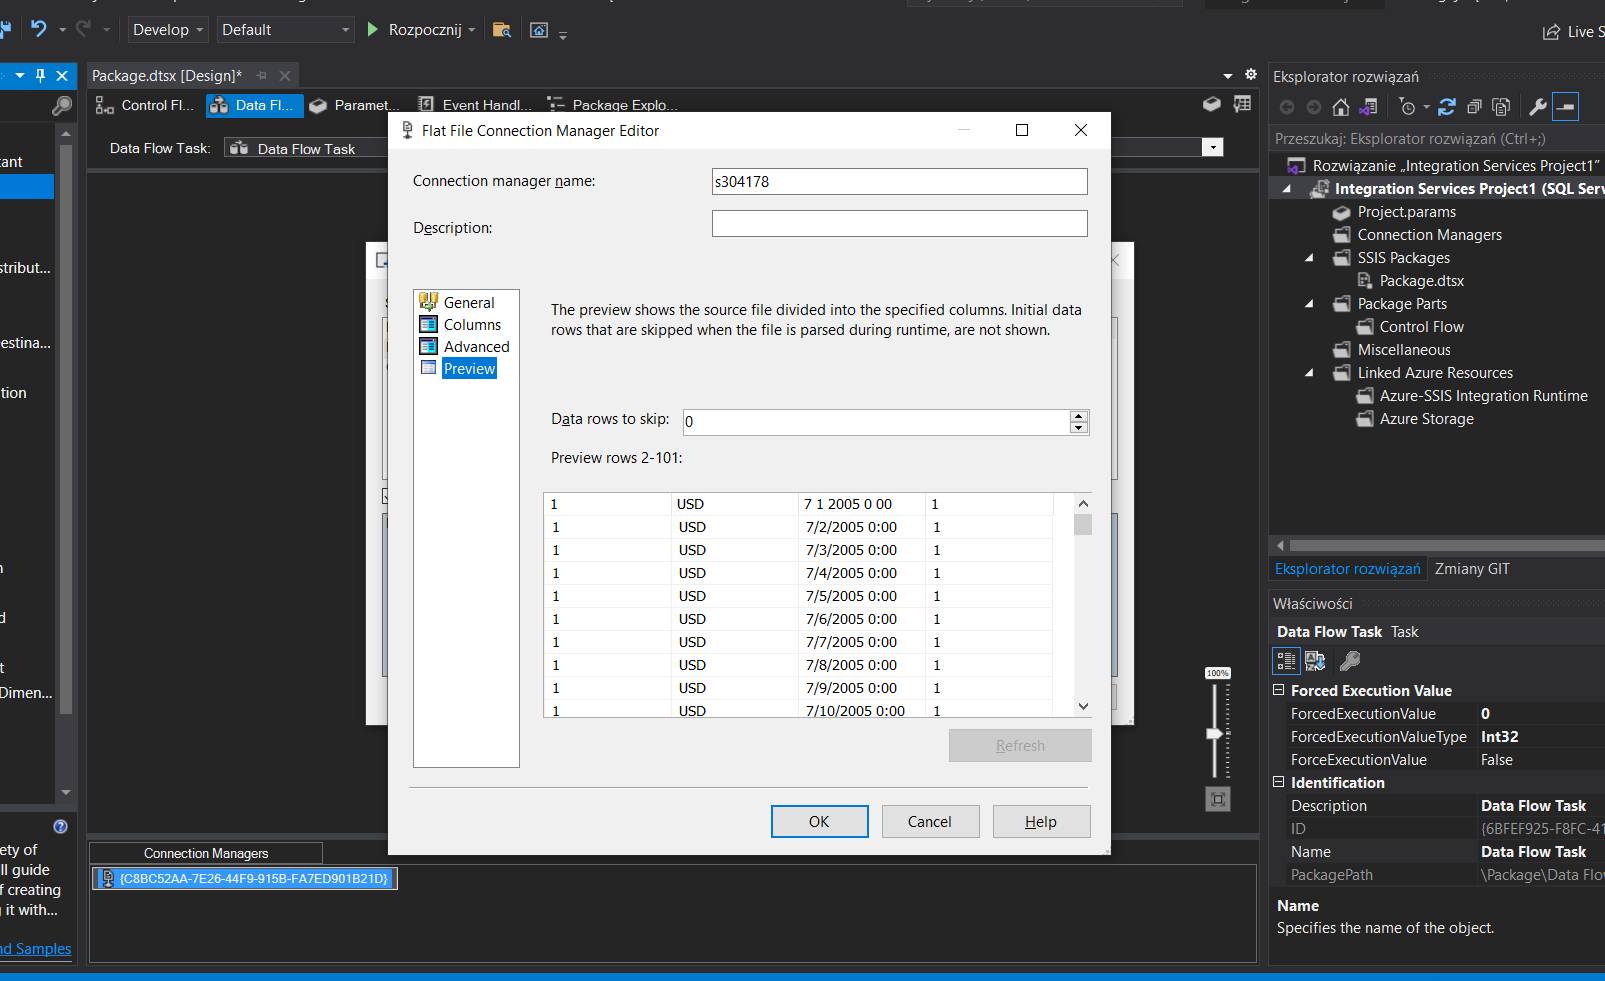 Develop
Default
Rozpocznij
Live S
Package.dtsx [Design]*
Control Fl...
Data Fl...
Paramet...
Event Handl...
Package Explo...
Data Flow Task:
Data Flow Task
tant
stribut...
estina...
tion
n
d
t
Dimen...
ety of
ll guide
f creating
it with...
nd Samples
Flat File Connection Manager Editor
Connection manager name:
s304178
Description:
General
Columns
Advanced
Preview
The preview shows the source file divided into the specified columns. Initial data
rows that are skipped when the file is parsed during runtime, are not shown.
Data rows to skip:
0
Preview rows 2-101:
1 USD 7 1 2005 0 00 1
1 USD 7/2/2005 0:00 1
1 USD 7/3/2005 0:00 1
1 USD 7/4/2005 0:00 1
1 USD 7/5/2005 0:00 1
1 USD 7/6/2005 0:00 1
1 USD 7/7/2005 0:00 1
1 USD 7/8/2005 0:00 1
1 USD 7/9/2005 0:00 1
1 USD 7/10/2005 0:00 1
Refresh
OK
Cancel
Help
100%
Connection Managers
{C8BC52AA-7E26-44F9-915B-FA7ED901B21D}
Eksplorator rozwiązań
Przeszukaj: Eksplorator rozwiązań (Ctrl+;)
Rozwiązanie „Integration Services Project1”
Integration Services Project1 (SQL Serv
Project.params
Connection Managers
SSIS Packages
Package.dtsx
Package Parts
Control Flow
Miscellaneous
Linked Azure Resources
Azure-SSIS Integration Runtime
Azure Storage
Eksplorator rozwiązań
Zmiany GIT
Właściwości
Data Flow Task Task
Forced Execution Value
ForcedExecutionValue 0
ForcedExecutionValueType Int32
ForceExecutionValue False
Identification
Description Data Flow Task
ID {6BFEF925-F8FC-41
Name Data Flow Task
PackagePath \Package\Data Flow
Name
Specifies the name of the object.